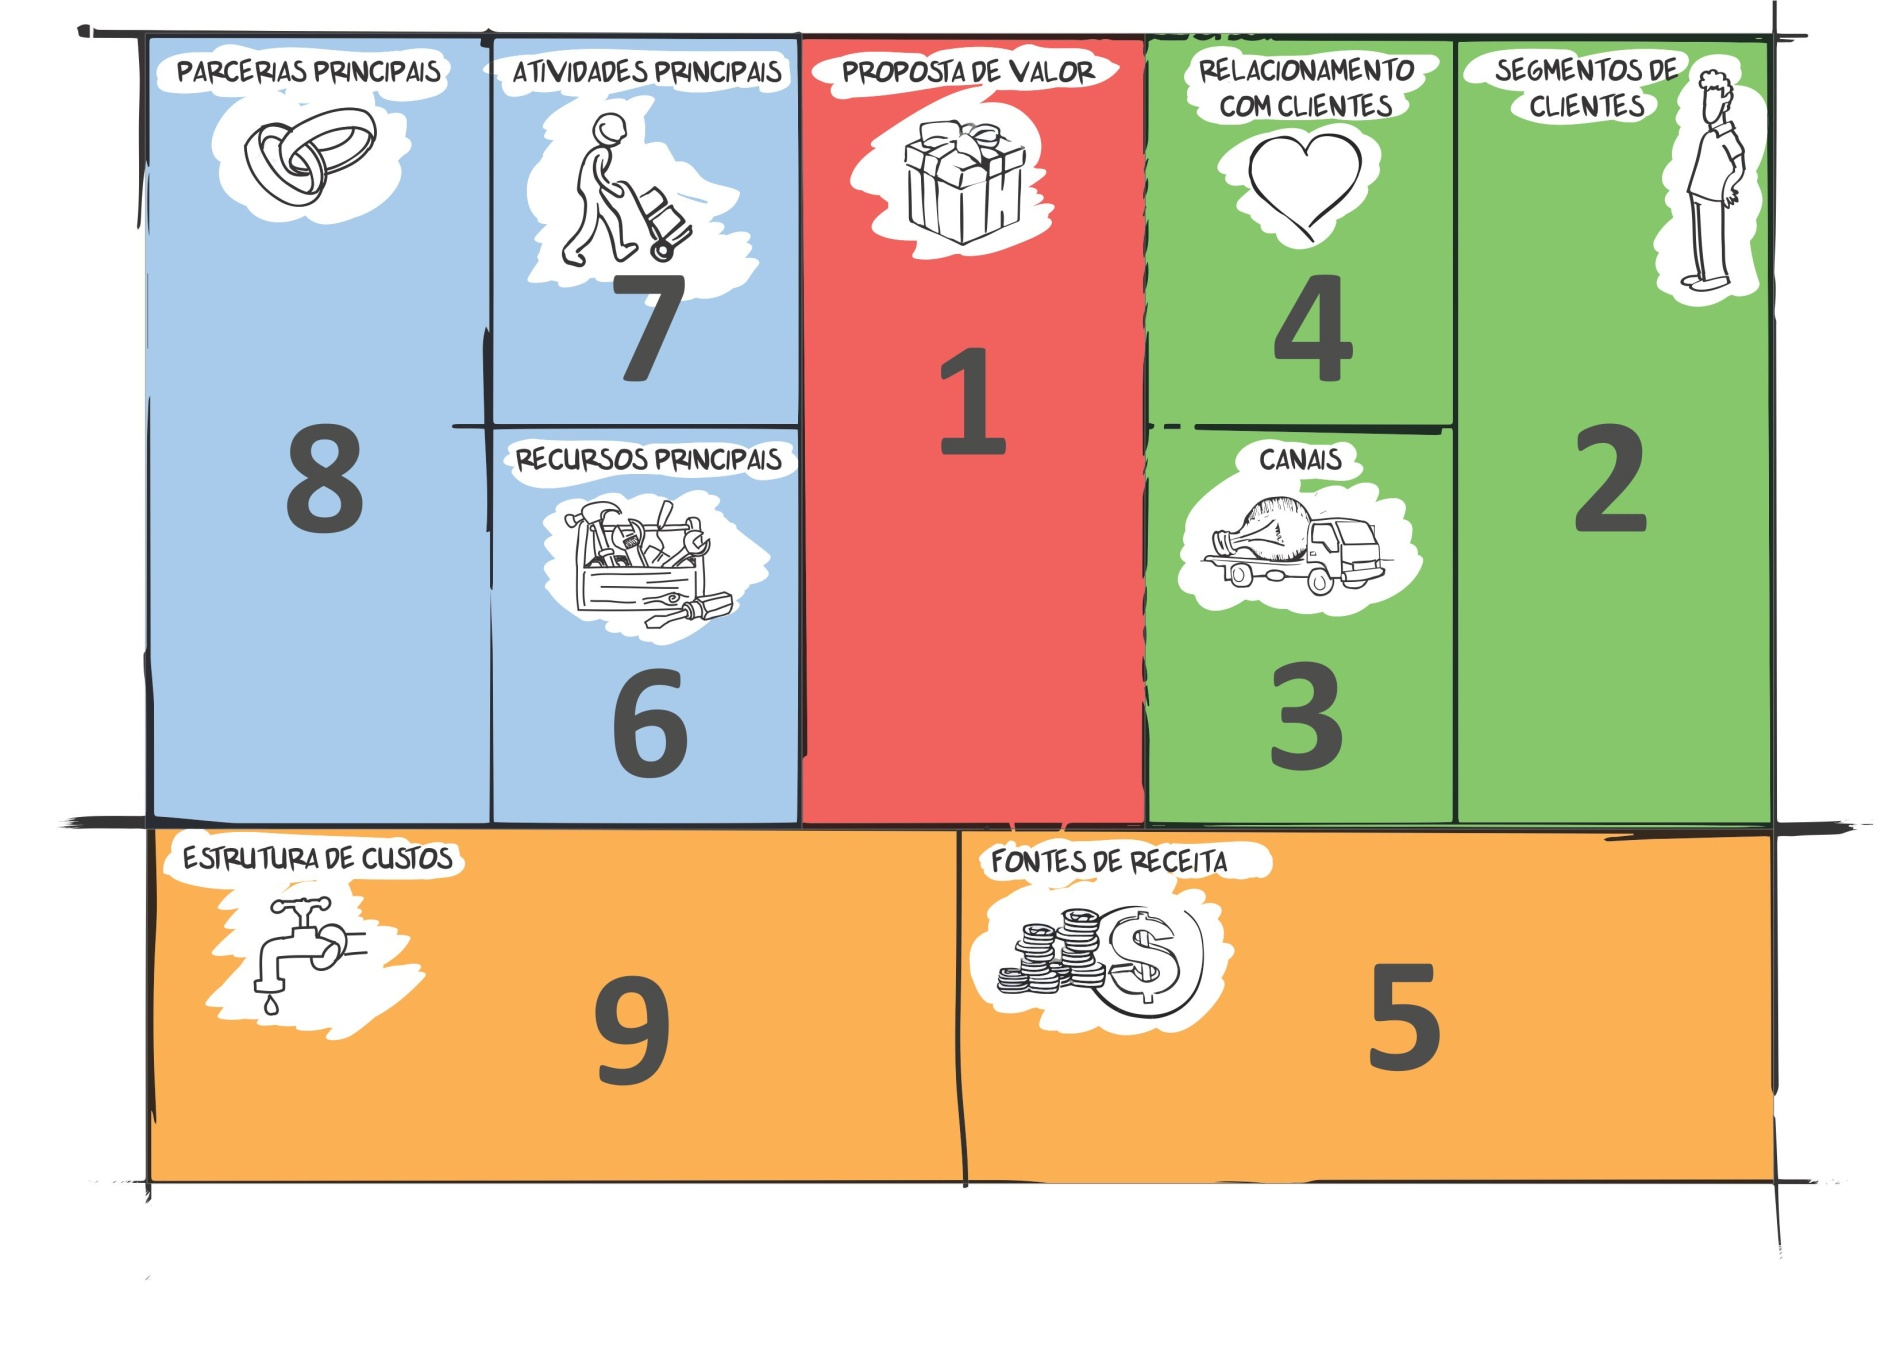 PARCERIAS PRINCIPAIS
8
ATIVIDADES PRINCIPAIS
7
RECURSOS PRINCIPAIS
6
PROPOSTA DE VALOR
1
RELACIONAMENTO
COM CLIENTES
4
CANAIS
3
SEGMENTOS DE
CLIENTES
2
ESTRUTURA DE CUSTOS
9
FONTES DE RECEITA
$
5